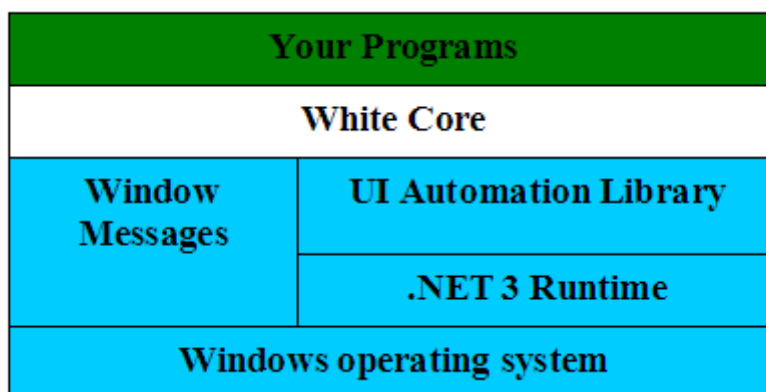 Your Programs
White Core
Window
Messages
UI Automation Library
.NET 3 Runtime
Windows operating system